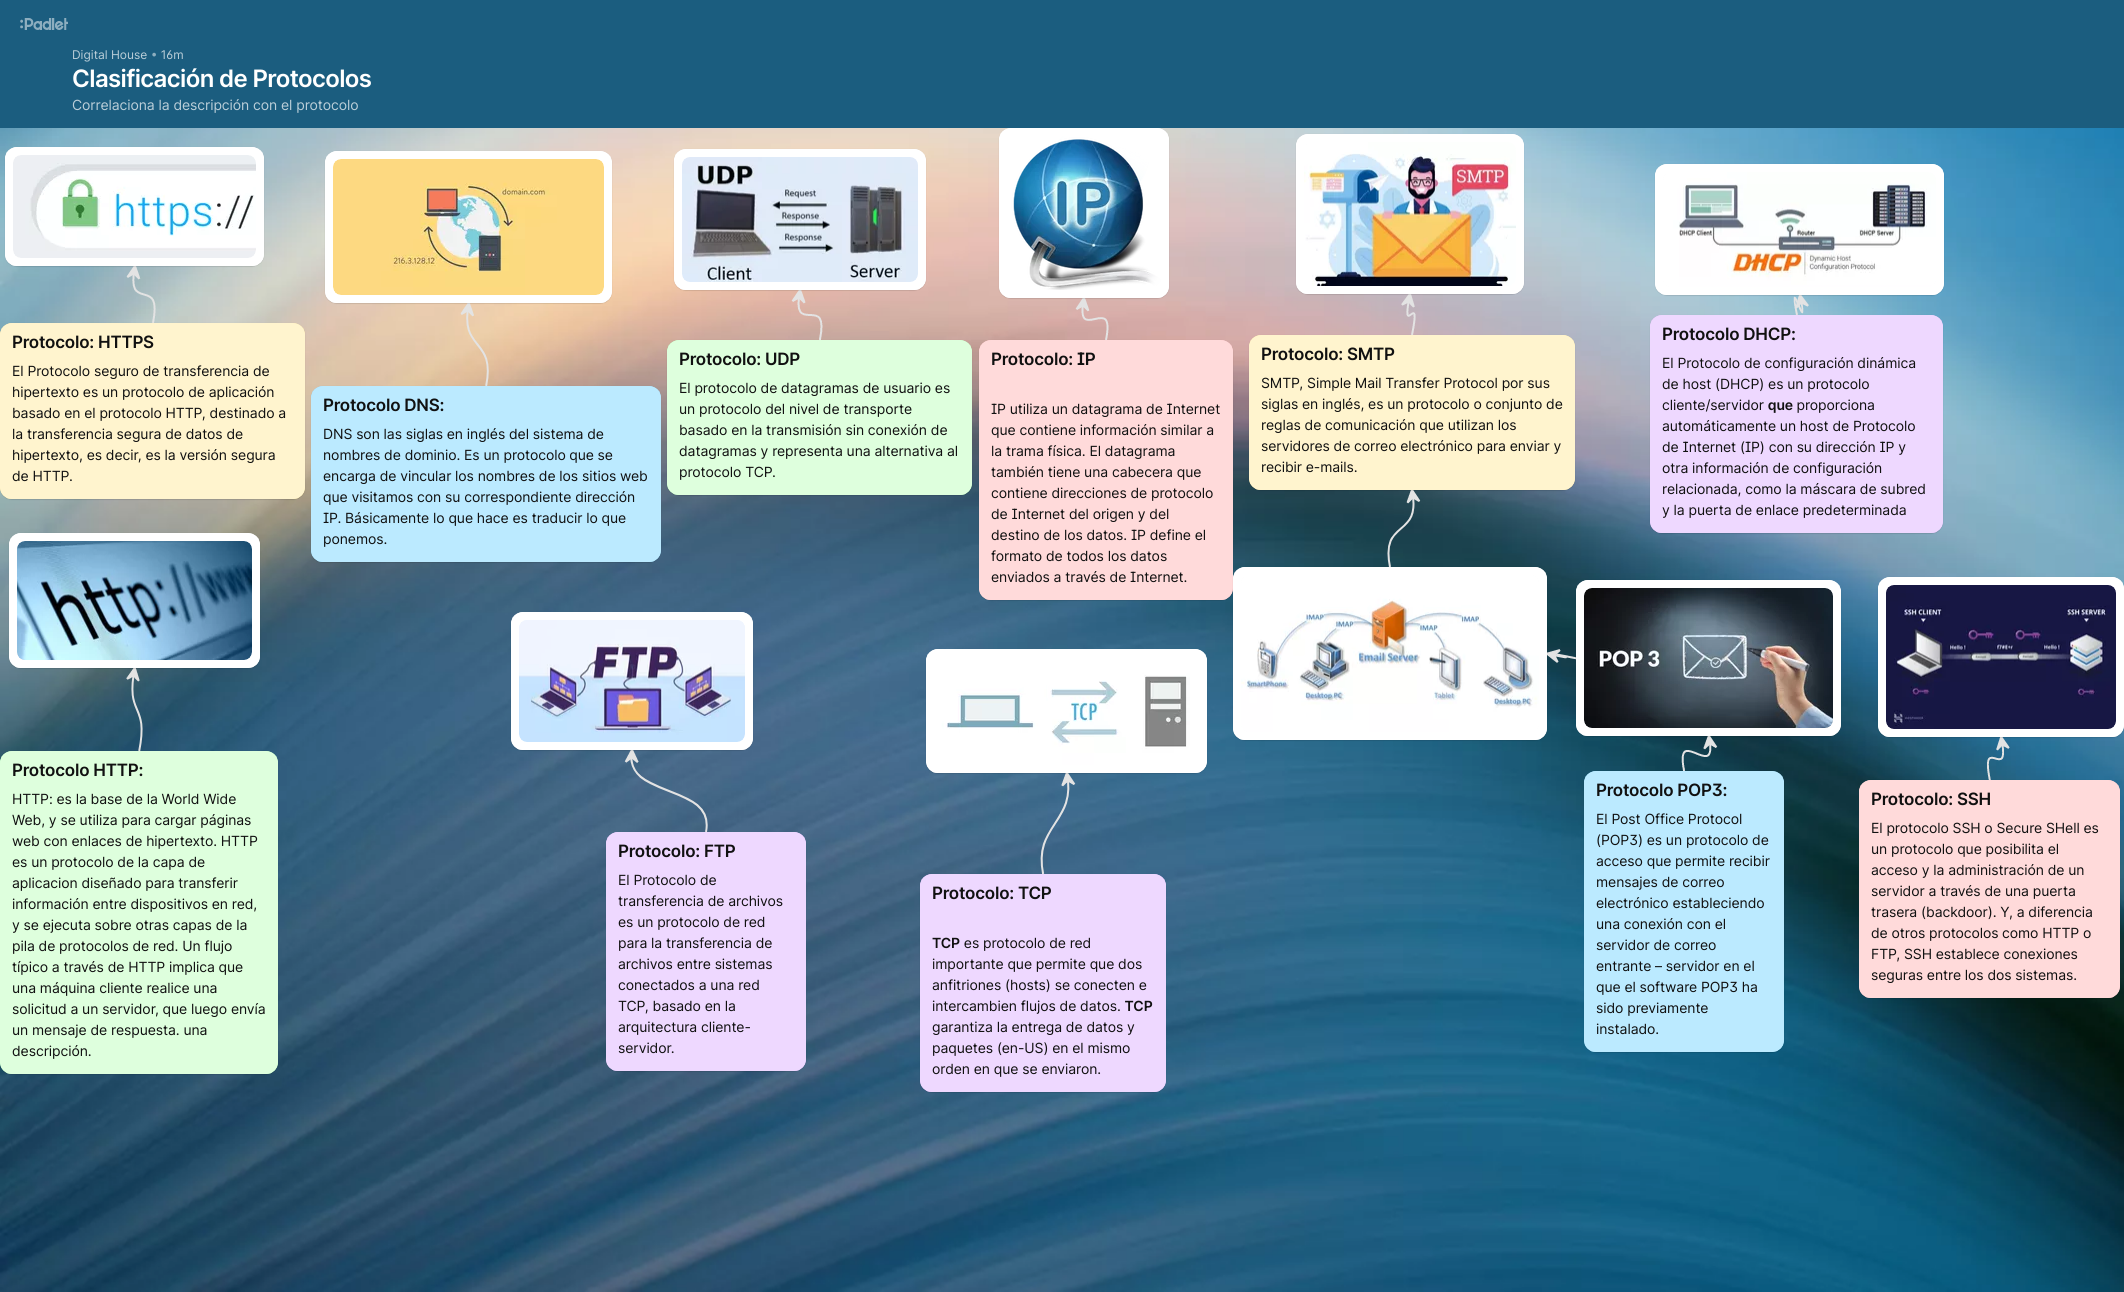 :Padlet
Digital House • 16m
Clasificación de Protocolos
Correlaciona la descripción con el protocolo
https://
domain.com
216.3.128.12
UDP
Request
Response
Response
Client
Server
IP
SMTP
DHCP Client
Router
DHCP Server
DHCP
Dynamic Host
Configuration Protocol
Protocolo: HTTPS
El Protocolo seguro de transferencia de
hipertexto es un protocolo de aplicación
basado en el protocolo HTTP, destinado a
la transferencia segura de datos de
hipertexto, es decir, es la versión segura
de HTTP.
Protocolo DNS:
DNS son las siglas en inglés del sistema de
nombres de dominio. Es un protocolo que se
encarga de vincular los nombres de los sitios web
que visitamos con su correspondiente dirección
IP. Básicamente lo que hace es traducir lo que
ponemos.
Protocolo: UDP
El protocolo de datagramas de usuario es
un protocolo del nivel de transporte
basado en la transmisión sin conexión de
datagramas y representa una alternativa al
protocolo TCP.
Protocolo: IP
IP utiliza un datagrama de Internet
que contiene información similar a
la trama física. El datagrama
también tiene una cabecera que
contiene direcciones de protocolo
de Internet del origen y del
destino de los datos. IP define el
formato de todos los datos
enviados a través de Internet.
Protocolo: SMTP
SMTP, Simple Mail Transfer Protocol por sus
siglas en inglés, es un protocolo o conjunto de
reglas de comunicación que utilizan los
servidores de correo electrónico para enviar y
recibir e-mails.
Protocolo DHCP:
El Protocolo de configuración dinámica
de host (DHCP) es un protocolo
cliente/servidor que proporciona
automáticamente un host de Protocolo
de Internet (IP) con su dirección IP y
otra información de configuración
relacionada, como la máscara de subred
y la puerta de enlace predeterminada
http://www
FTP
TCP
IMAP
IMAP
IMAP
IMAP
Email Server
SmartPhone
Desktop PC
Tablet
Desktop PC
POP 3
SSH CLIENT
SSH SERVER
Hello !
Hello !
Protocolo HTTP:
HTTP: es la base de la World Wide
Web, y se utiliza para cargar páginas
web con enlaces de hipertexto. HTTP
es un protocolo de la capa de
aplicacion diseñado para transferir
información entre dispositivos en red,
y se ejecuta sobre otras capas de la
pila de protocolos de red. Un flujo
típico a través de HTTP implica que
una máquina cliente realice una
solicitud a un servidor, que luego envía
un mensaje de respuesta. una
descripción.
Protocolo: FTP
El Protocolo de
transferencia de archivos
es un protocolo de red
para la transferencia de
archivos entre sistemas
conectados a una red
TCP, basado en la
arquitectura cliente-
servidor.
Protocolo: TCP
TCP es protocolo de red
importante que permite que dos
anfitriones (hosts) se conecten e
intercambien flujos de datos. TCP
garantiza la entrega de datos y
paquetes (en-US) en el mismo
orden en que se enviaron.
Protocolo POP3:
El Post Office Protocol
(POP3) es un protocolo de
acceso que permite recibir
mensajes de correo
electrónico estableciendo
una conexión con el
servidor de correo
entrante – servidor en el
que el software POP3 ha
sido previamente
instalado.
Protocolo: SSH
El protocolo SSH o Secure SHell es
un protocolo que posibilita el
acceso y la administración de un
servidor a través de una puerta
trasera (backdoor). Y, a diferencia
de otros protocolos como HTTP o
FTP, SSH establece conexiones
seguras entre los dos sistemas.